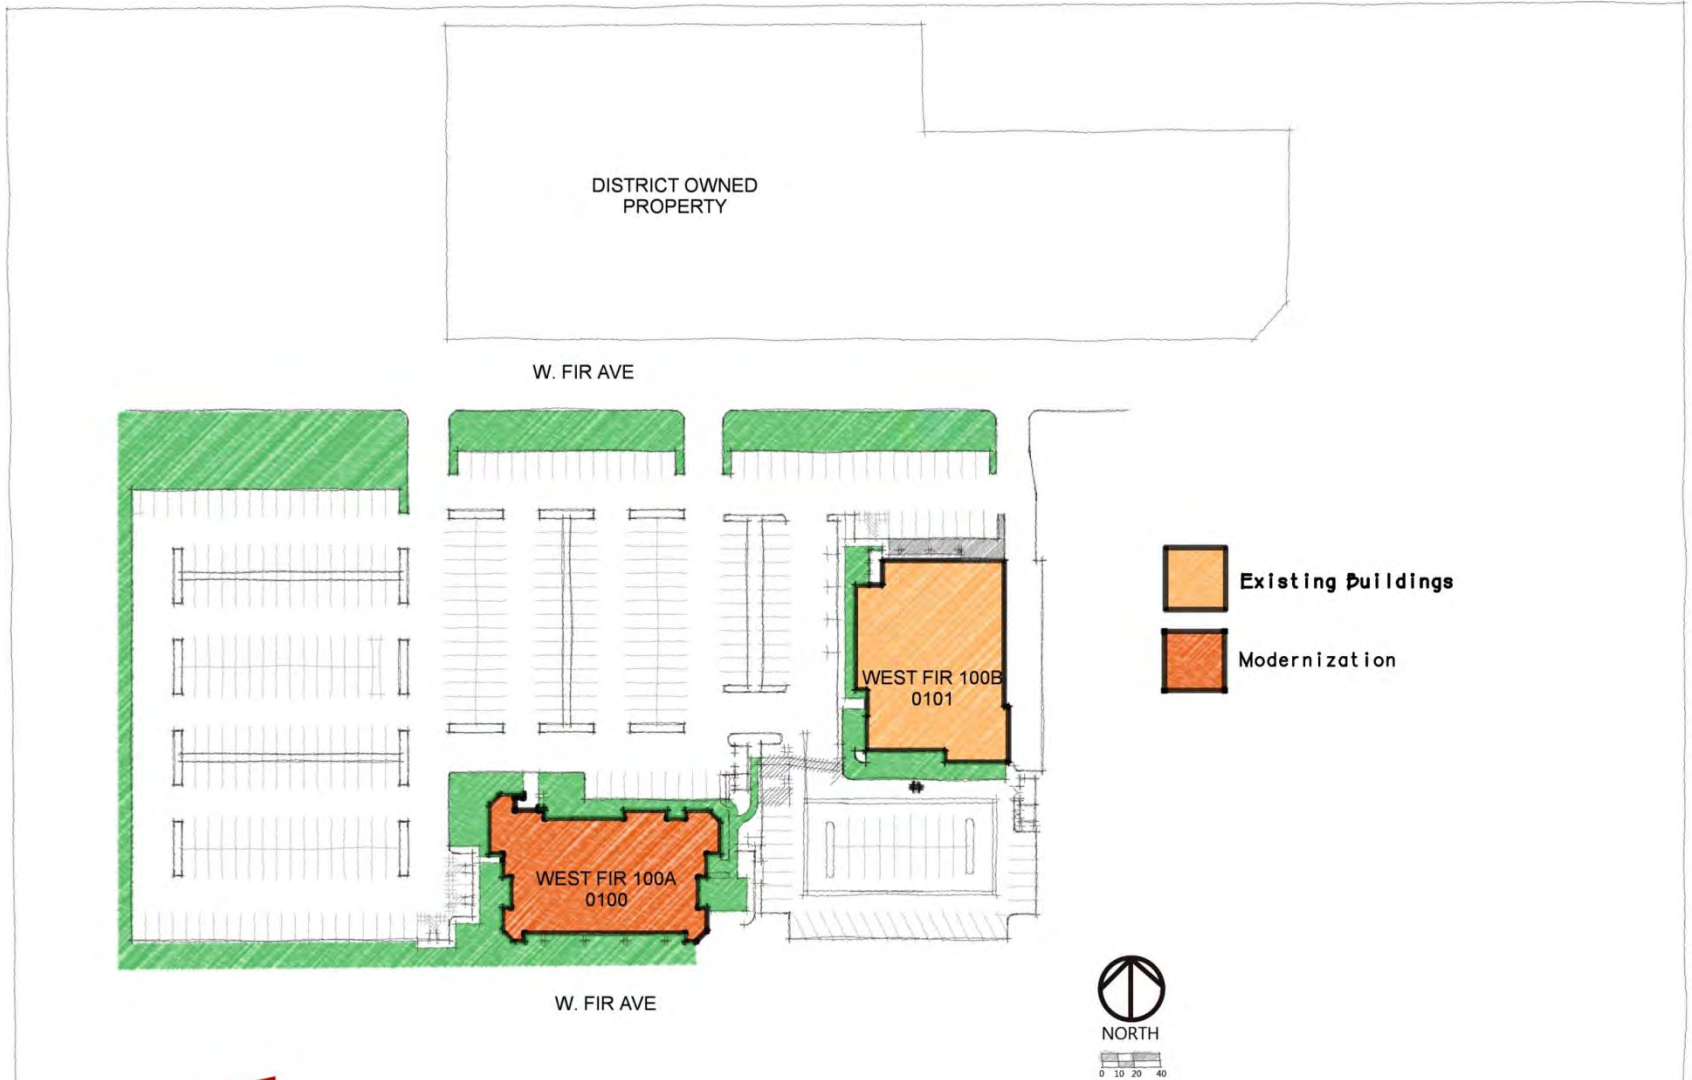 DISTRICT OWNED
PROPERTY
W. FIR AVE
Existing Buildings
Modernization
WEST FIR 100B
0101
WEST FIR 100A
0100
W. FIR AVE
NORTH
0 10 20 40